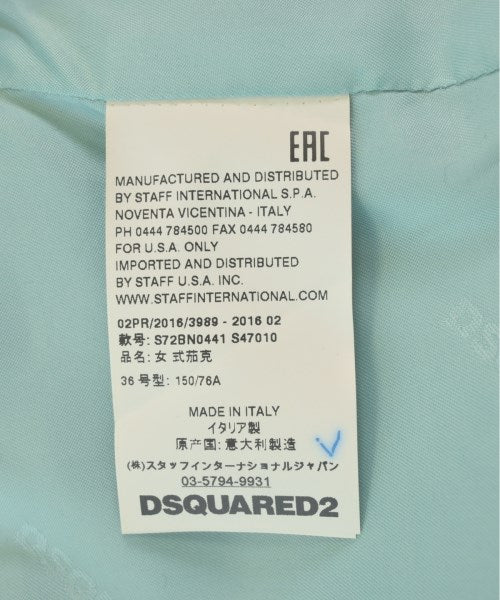 EAC
MANUFACTURED AND DISTRIBUTED
BY STAFF INTERNATIONAL S.P.A.
NOVENTA VICENTINA - ITALY
PH 0444 784500 FAX 0444 784580
FOR U.S.A. ONLY
IMPORTED AND DISTRIBUTED
BY STAFF U.S.A. INC.
WWW.STAFFINTERNATIONAL.COM
02PR/2016/3989 - 2016 02
款号: S72BN0441 S47010
品名: 女 式茄克
36 号型: 150/76A
MADE IN ITALY
イタリア製
原产国: 意大利製造
(株)スタッフインターナショナルジャパン
03-5794-9931
DSQUARED2